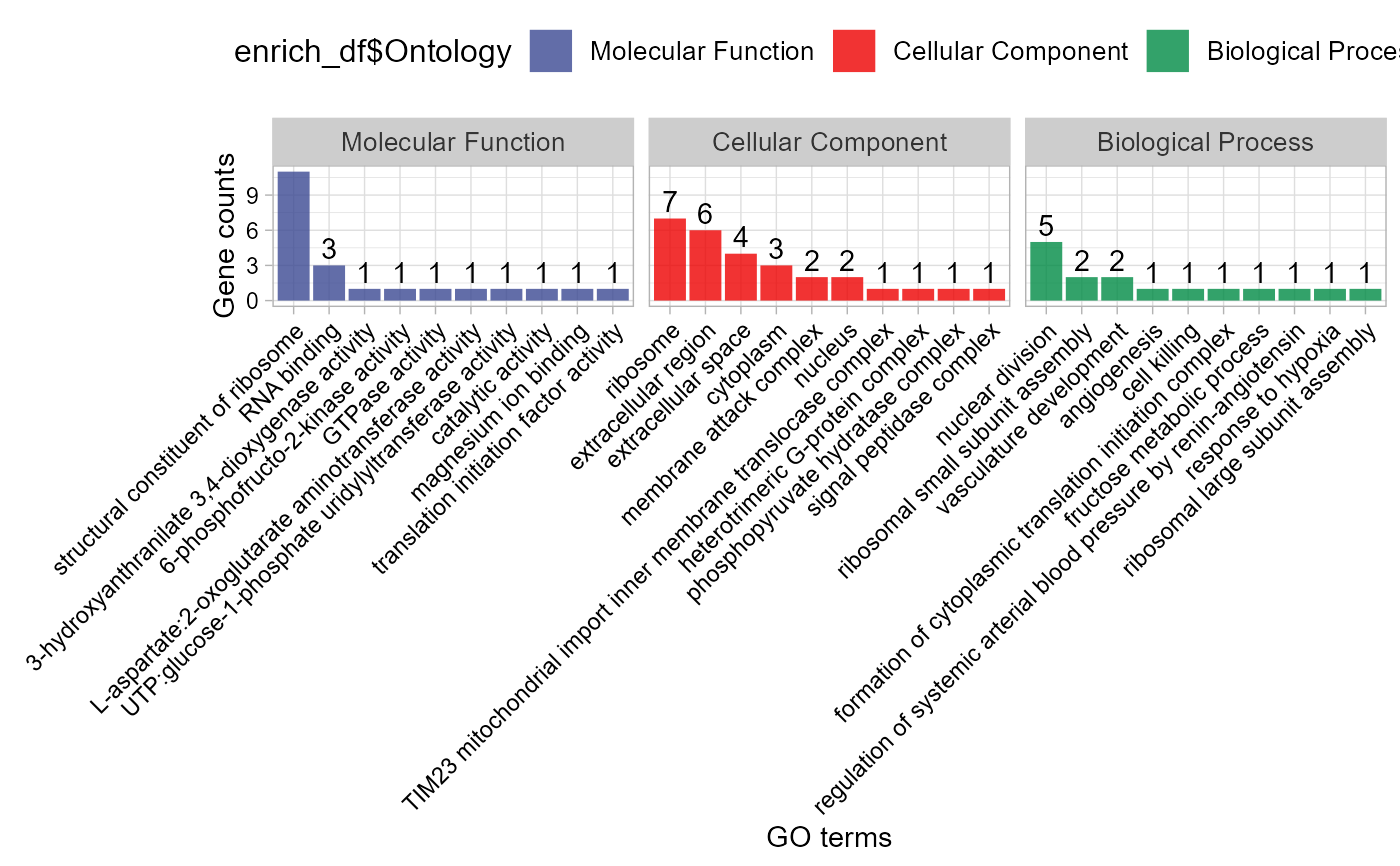 enrich_df$Ontology Molecular Function Cellular Component Biological Proce
Molecular Function Cellular Component Biological Process
Gene counts
9
6
3
0
3 1 1 1 1 1 1 1 1
7 6 4 3 2 2 1 1 1 1
5 2 2 1 1 1 1 1 1 1
structural constituent of ribosome
RNA binding
3-hydroxyanthranilate 3,4-dioxygenase activity
6-phosphofructo-2-kinase activity
GTPase activity
L-aspartate:2-oxoglutarate aminotransferase activity
UTP:glucose-1-phosphate uridylyltransferase activity
catalytic activity
magnesium ion binding
translation initiation factor activity
ribosome
extracellular region
extracellular space
cytoplasm
membrane attack complex
nucleus
TIM23 mitochondrial import inner membrane translocase complex
heterotrimeric G-protein complex
phosphopyruvate hydratase complex
signal peptidase complex
nuclear division
ribosomal small subunit assembly
vasculature development
angiogenesis
cell killing
formation of cytoplasmic translation initiation complex
fructose metabolic process
regulation of systemic arterial blood pressure by renin-angiotensin
response to hypoxia
ribosomal large subunit assembly
GO terms